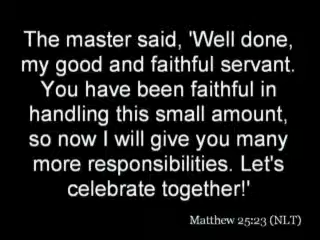 The master said, 'Well done,
my good and faithful servant.
You have been faithful in
handling this small amount,
so now I will give you many
more responsibilities. Let's
celebrate together!'
Matthew 25:23 (NLT)